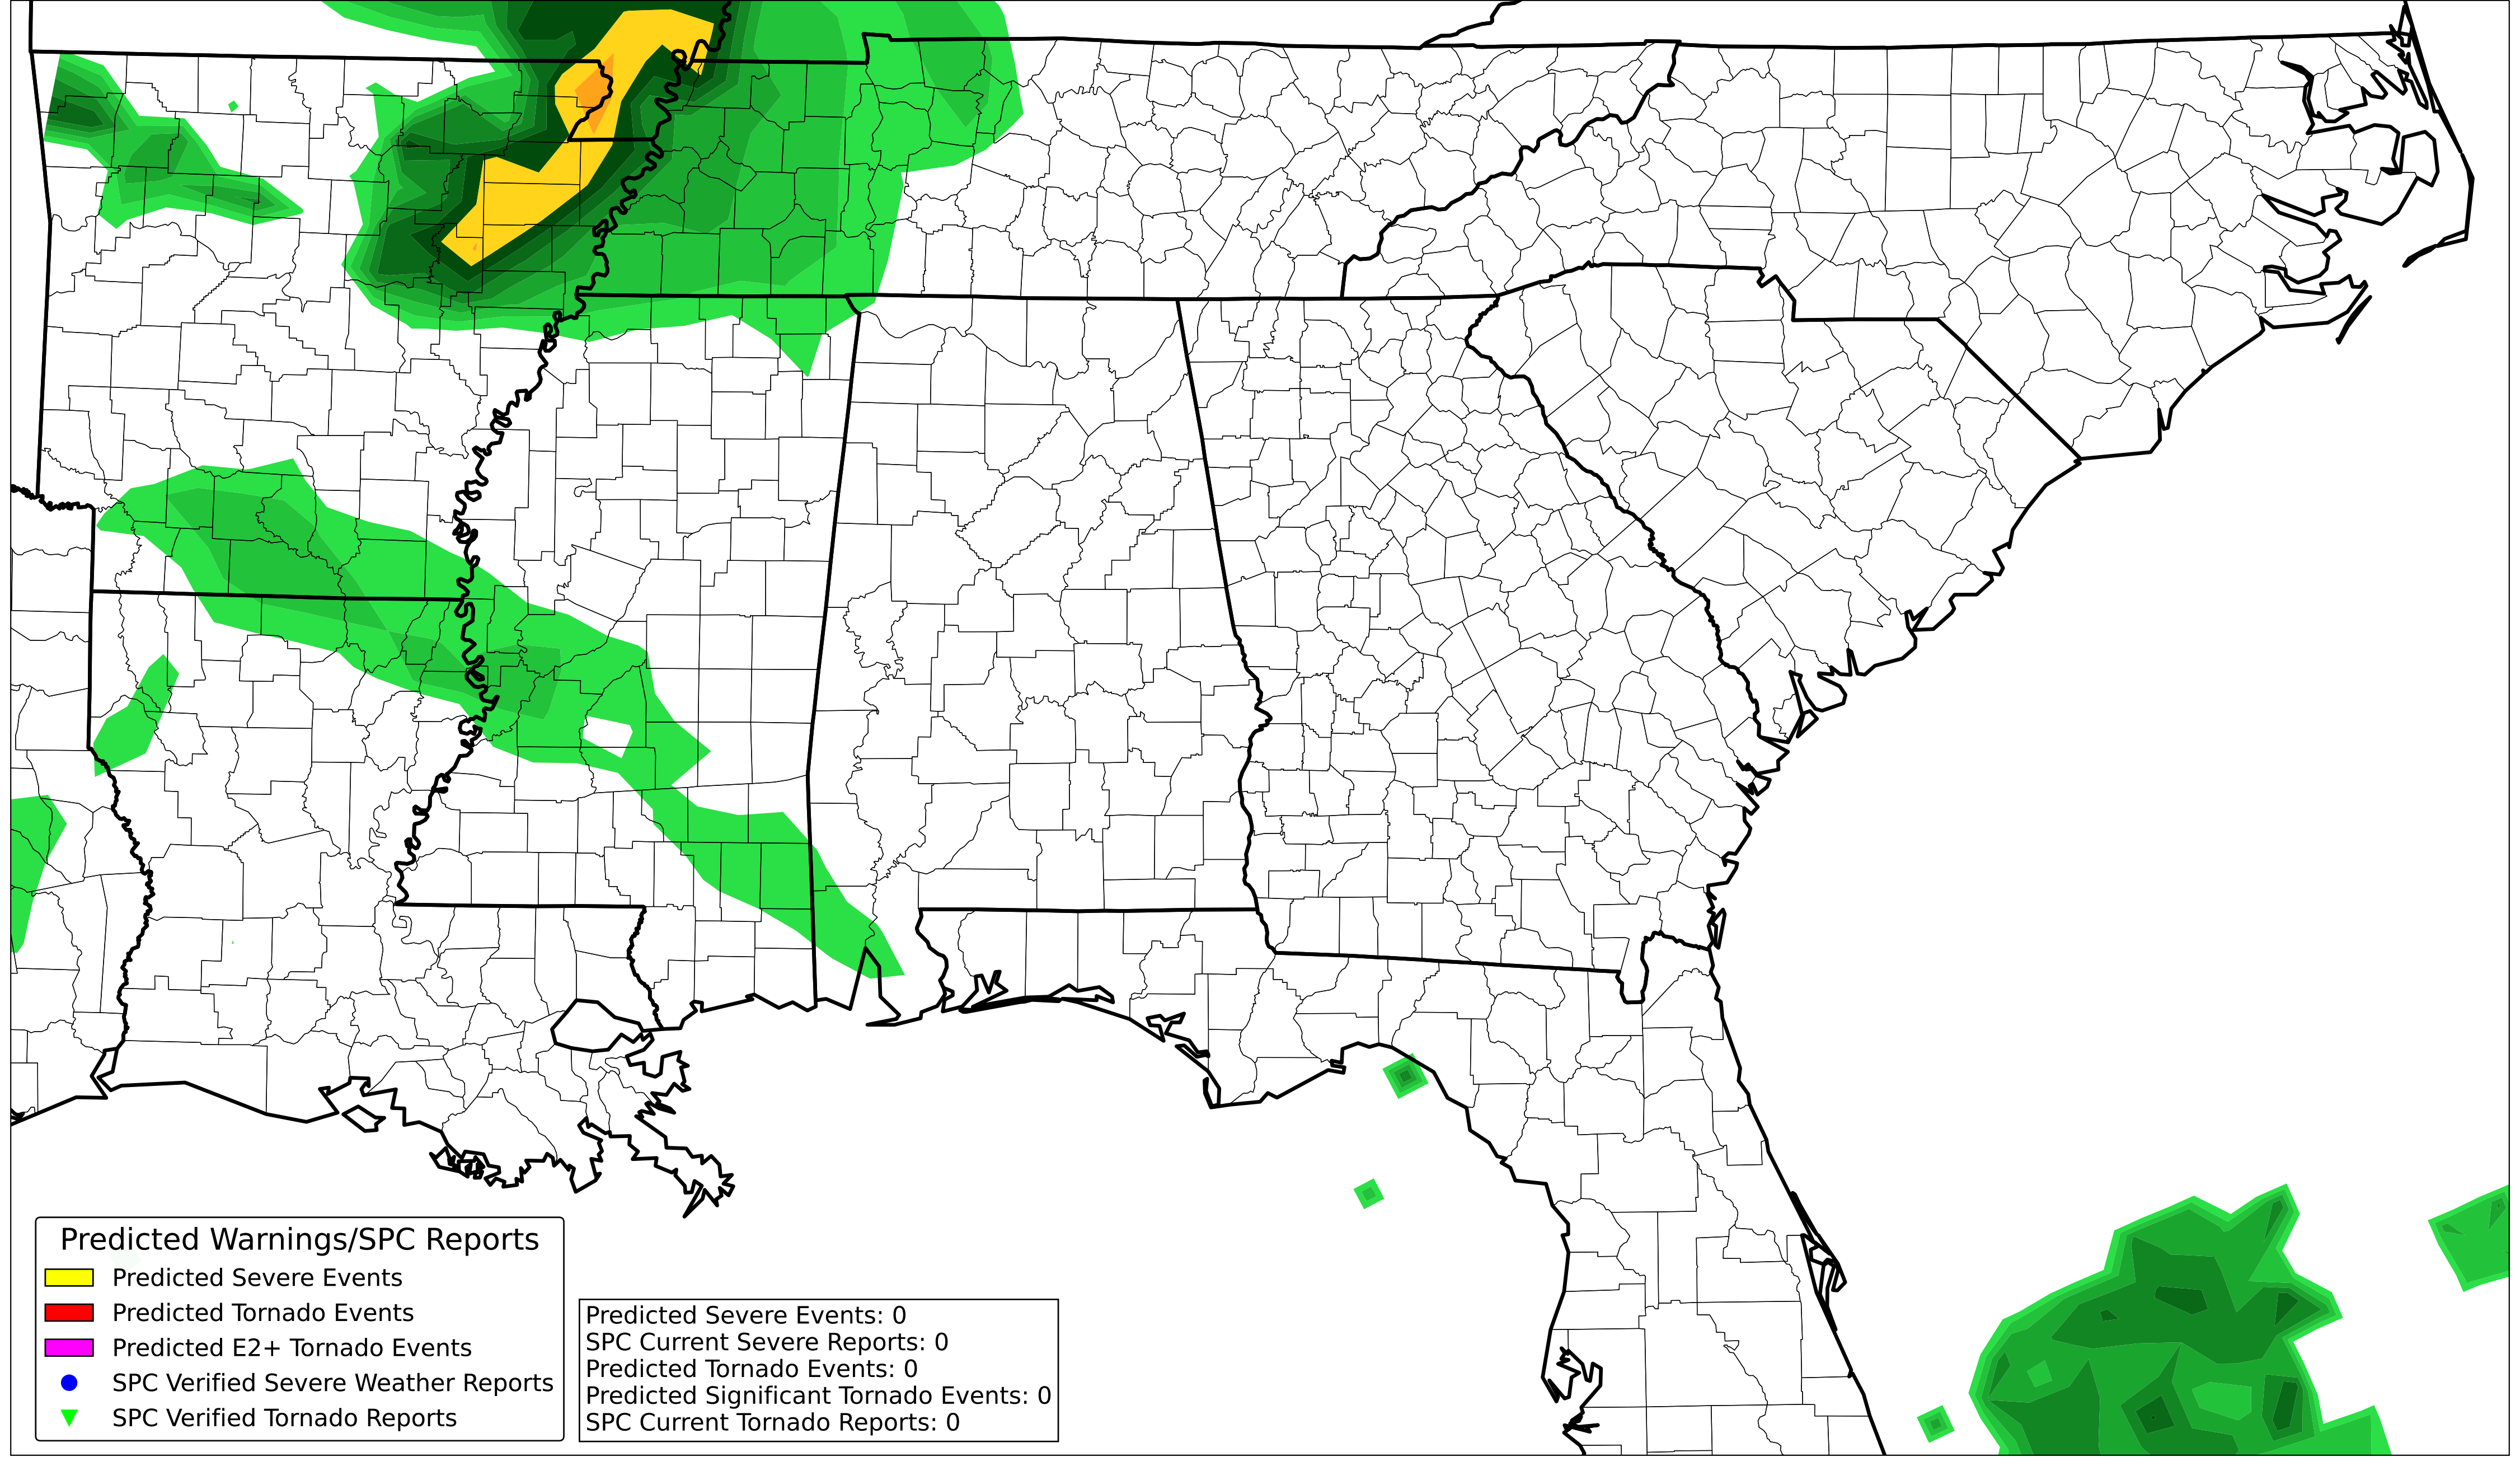 Predicted Warnings/SPC Reports
Predicted Severe Events
Predicted Tornado Events
Predicted E2+ Tornado Events
SPC Verified Severe Weather Reports
SPC Verified Tornado Reports
Predicted Severe Events: 0
SPC Current Severe Reports: 0
Predicted Tornado Events: 0
Predicted Significant Tornado Events: 0
SPC Current Tornado Reports: 0